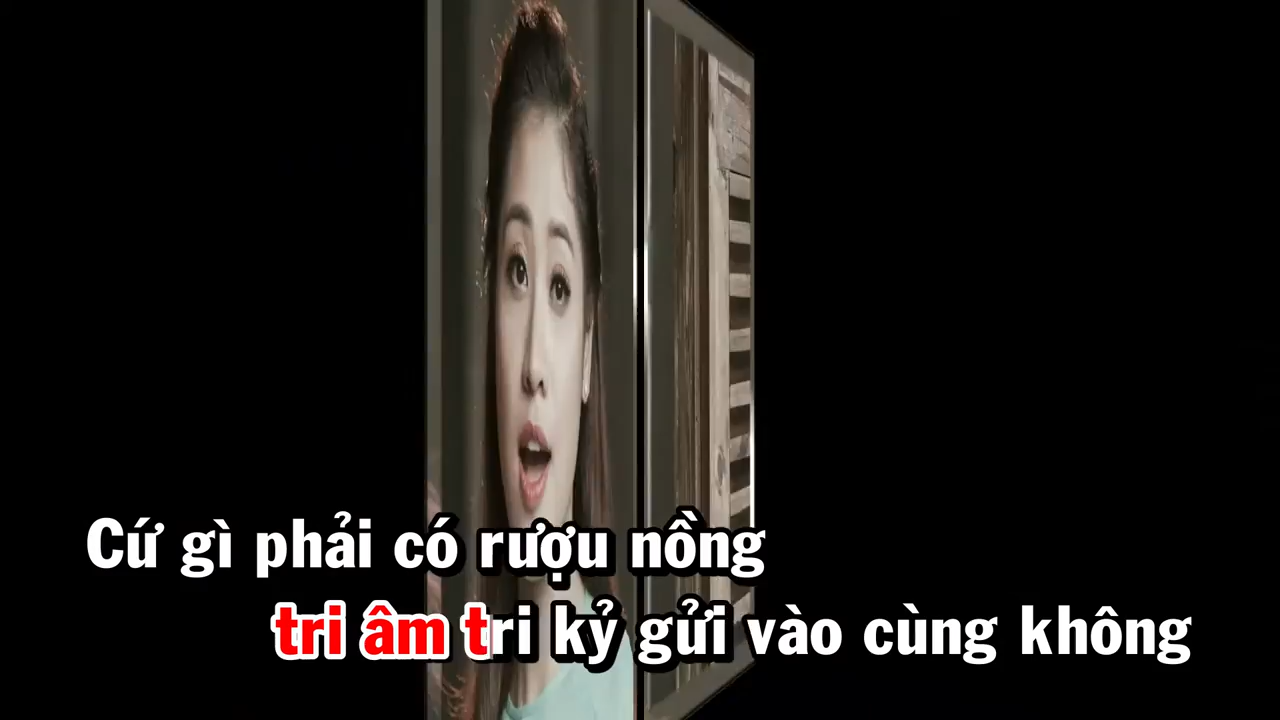 Cứ gì phải có rượu nồng
tri âm tri kỷ gửi vào cùng không